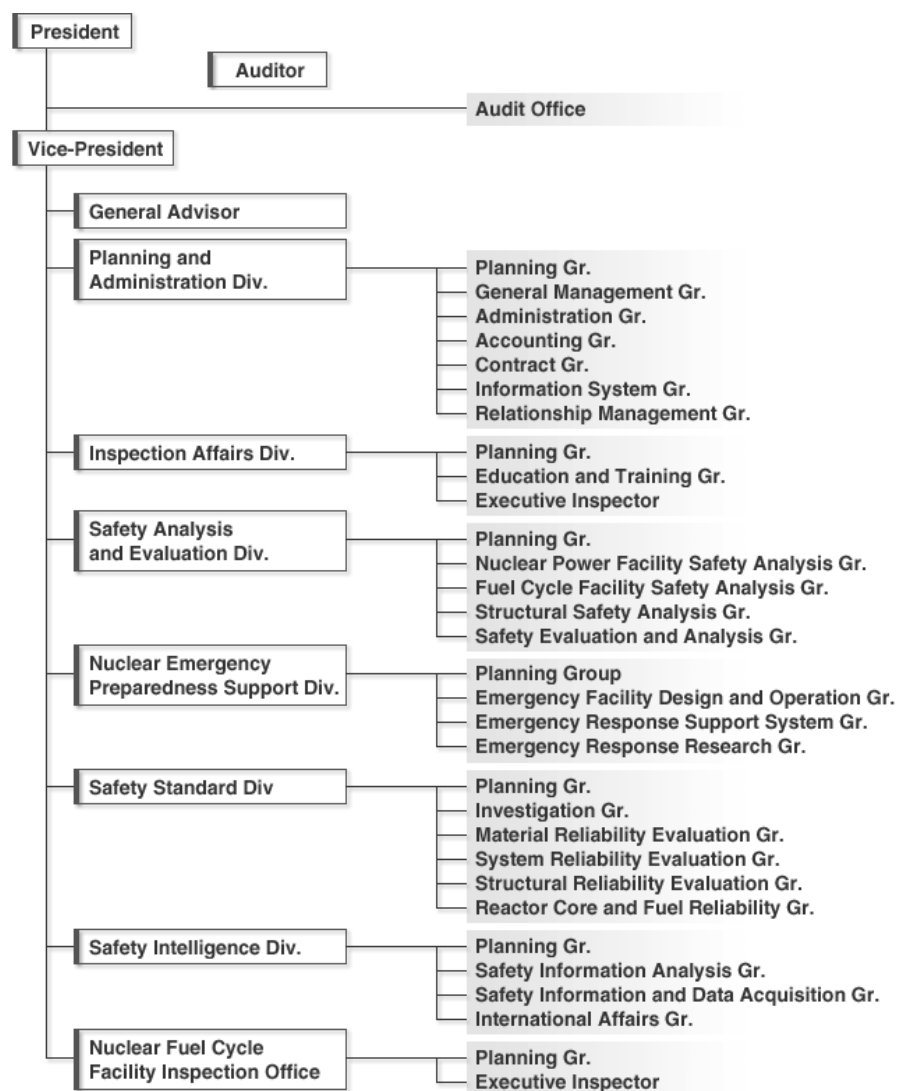 President
Auditor
Audit Office
Vice-President
General Advisor
Planning and
Administration Div.
Planning Gr.
General Management Gr.
Administration Gr.
Accounting Gr.
Contract Gr.
Information System Gr.
Relationship Management Gr.
Inspection Affairs Div.
Planning Gr.
Education and Training Gr.
Executive Inspector
Safety Analysis
and Evaluation Div.
Planning Gr.
Nuclear Power Facility Safety Analysis Gr.
Fuel Cycle Facility Safety Analysis Gr.
Structural Safety Analysis Gr.
Safety Evaluation and Analysis Gr.
Nuclear Emergency
Preparedness Support Div.
Planning Group
Emergency Facility Design and Operation Gr.
Emergency Response Support System Gr.
Emergency Response Research Gr.
Safety Standard Div
Planning Gr.
Investigation Gr.
Material Reliability Evaluation Gr.
System Reliability Evaluation Gr.
Structural Reliability Evaluation Gr.
Reactor Core and Fuel Reliability Gr.
Safety Intelligence Div.
Planning Gr.
Safety Information Analysis Gr.
Safety Information and Data Acquisition Gr.
International Affairs Gr.
Nuclear Fuel Cycle
Facility Inspection Office
Planning Gr.
Executive Inspector